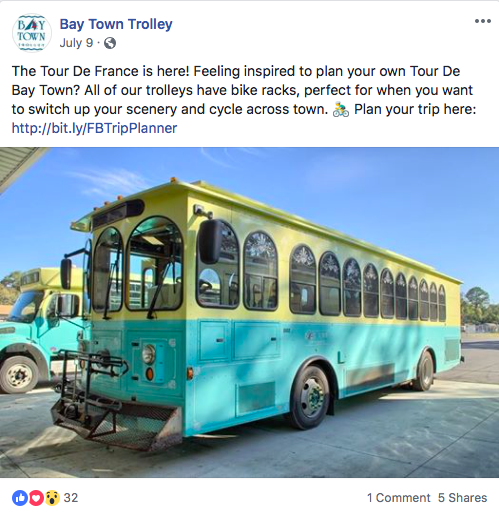 BAY
TOWN
Bay Town Trolley
July 9 ·
The Tour De France is here! Feeling inspired to plan your own Tour De
Bay Town? All of our trolleys have bike racks, perfect for when you want
to switch up your scenery and cycle across town. 🚴 Plan your trip here:
http://bit.ly/FBTripPlanner
32
1 Comment 5 Shares